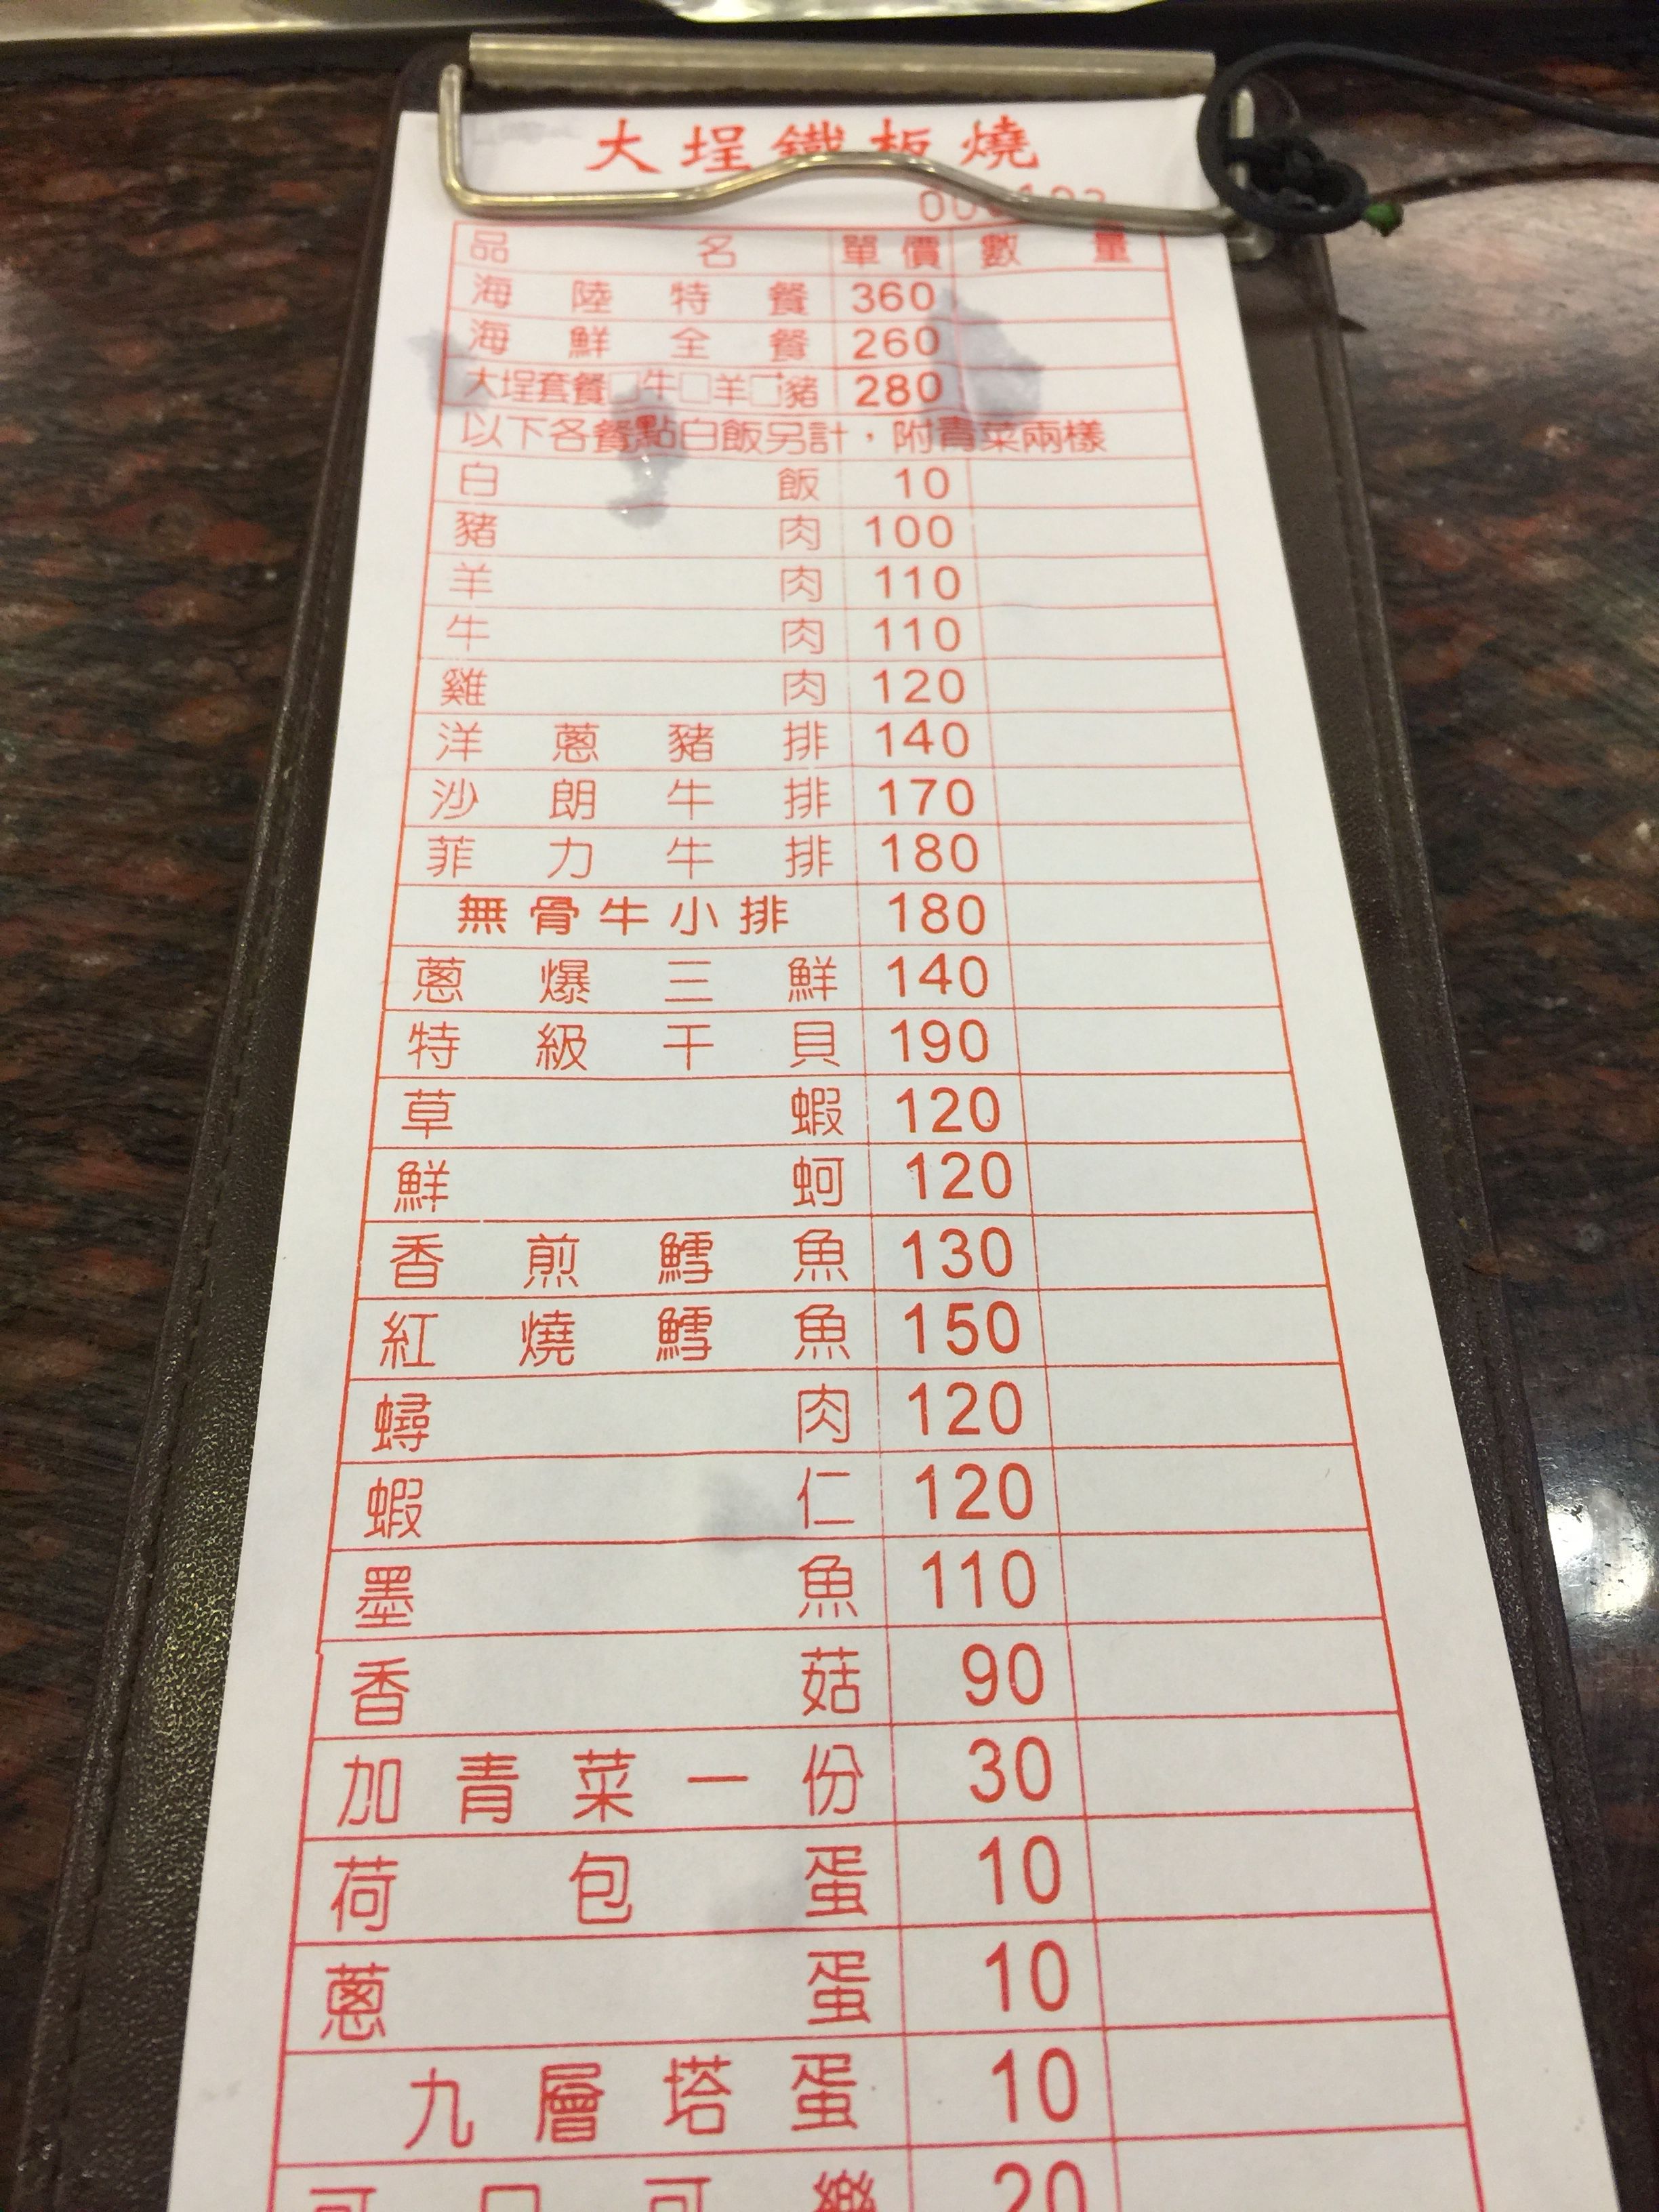 大埕鐵板燒
品名 單價 數量
海陸特餐 360
海鮮全餐 260
大埕套餐□牛□羊□豬 280
以下各餐點白飯另計，附青菜兩樣
白飯 10
豬肉 100
羊肉 110
牛肉 110
雞肉 120
洋蔥豬排 140
沙朗牛排 170
菲力牛排 180
無骨牛小排 180
蔥爆三鮮 140
特級干貝 190
草蝦 120
鮮蚵 120
香煎鱈魚 130
紅燒鱈魚 150
蟳肉 120
蝦仁 120
墨魚 110
香菇 90
加青菜一份 30
荷包蛋 10
蔥蛋 10
九層塔蛋 10
可口可樂 20